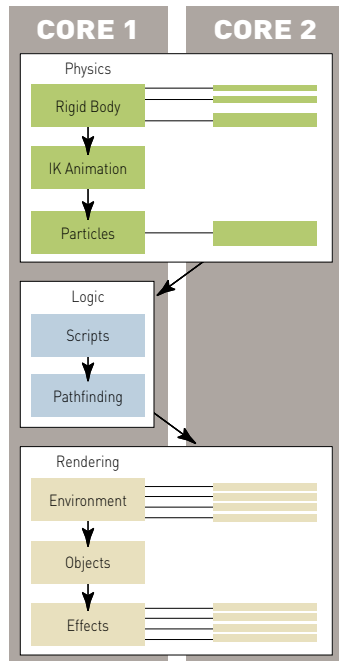 CORE 1
CORE 2
Physics
Rigid Body
IK Animation
Particles
Logic
Scripts
Pathfinding
Rendering
Environment
Objects
Effects